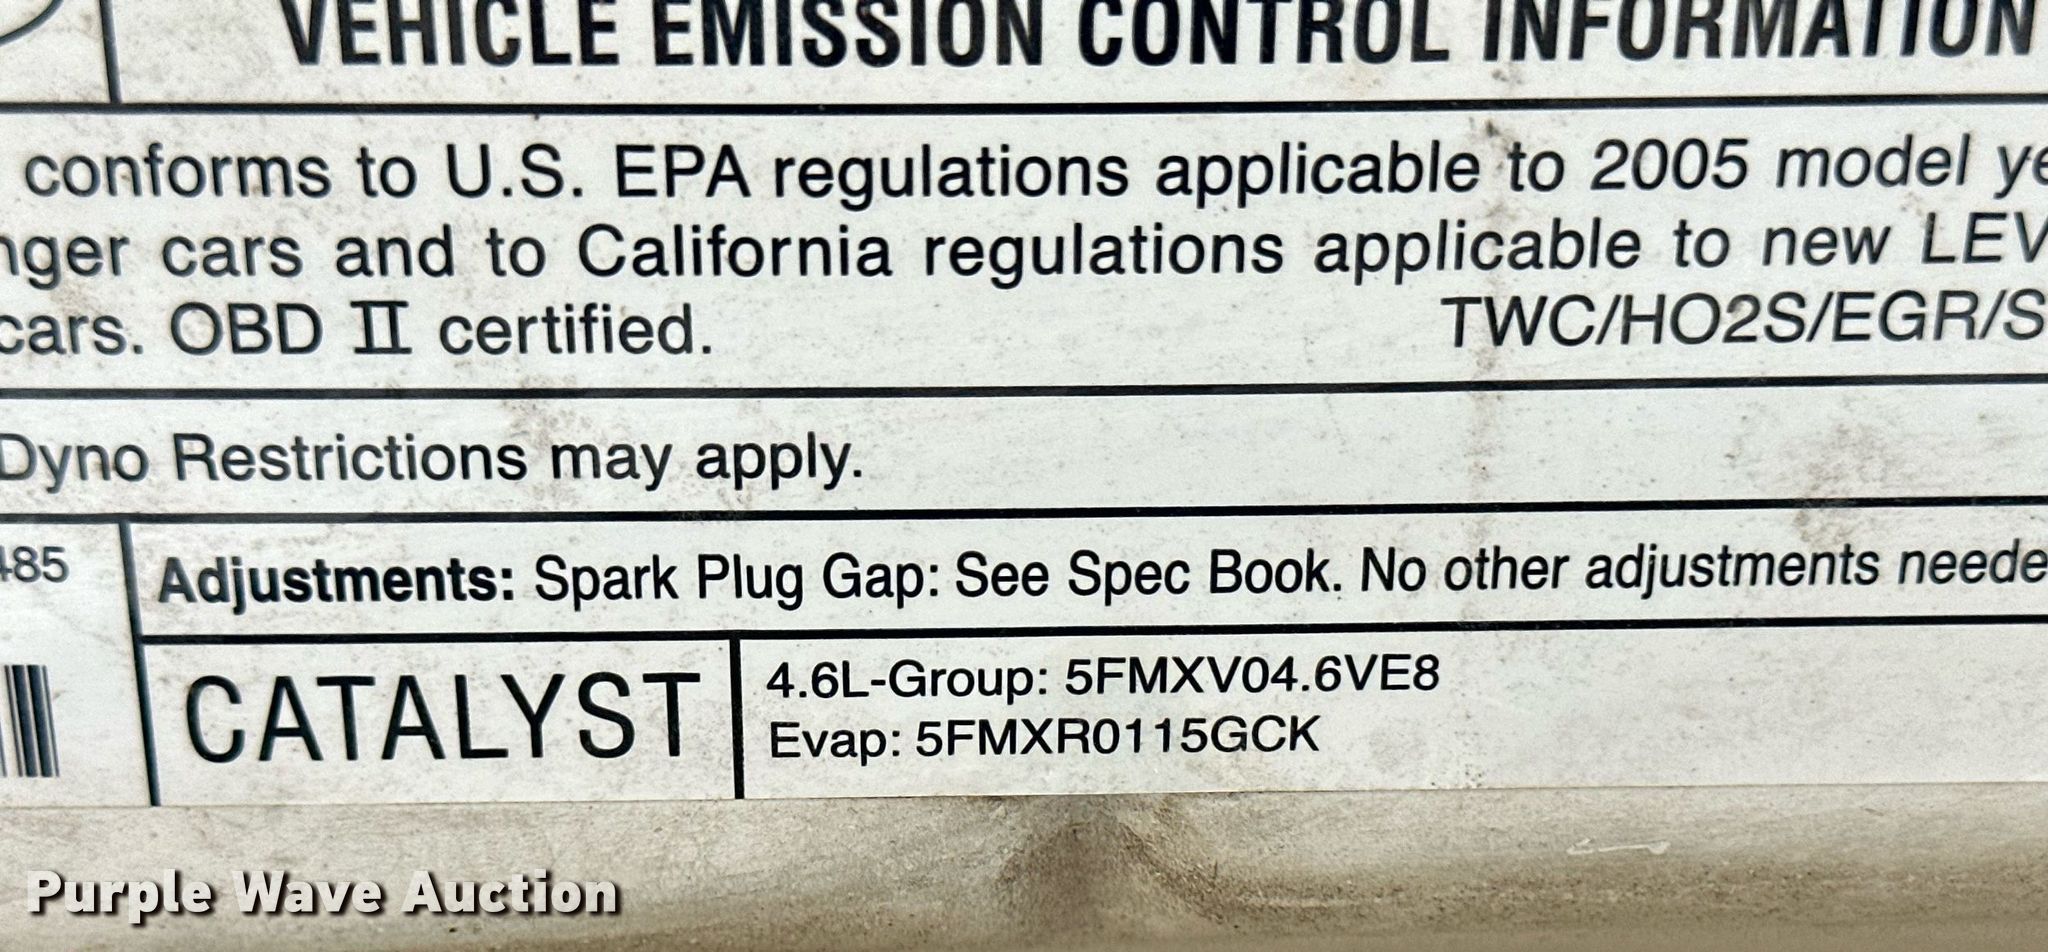 VEHICLE EMISSION CONTROL INFORMATION
conforms to U.S. EPA regulations applicable to 2005 model ye
nger cars and to California regulations applicable to new LEV
cars. OBD II certified. TWC/HO2S/EGR/S
Dyno Restrictions may apply.
485
Adjustments: Spark Plug Gap: See Spec Book. No other adjustments neede
CATALYST
4.6L-Group: 5FMXV04.6VE8
Evap: 5FMXR0115GCK
Purple Wave Auction